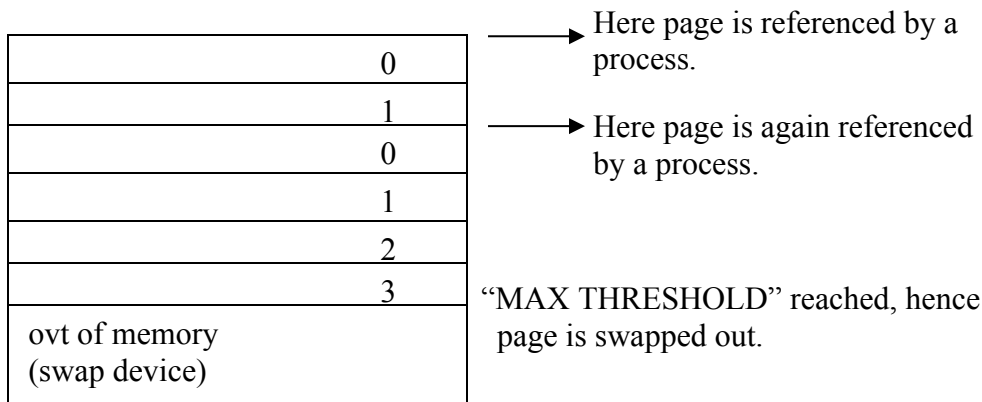 Here page is referenced by a
process.
0
1
Here page is again referenced
by a process.
0
1
2
3
“MAX THRESHOLD” reached, hence
page is swapped out.
ovt of memory
(swap device)